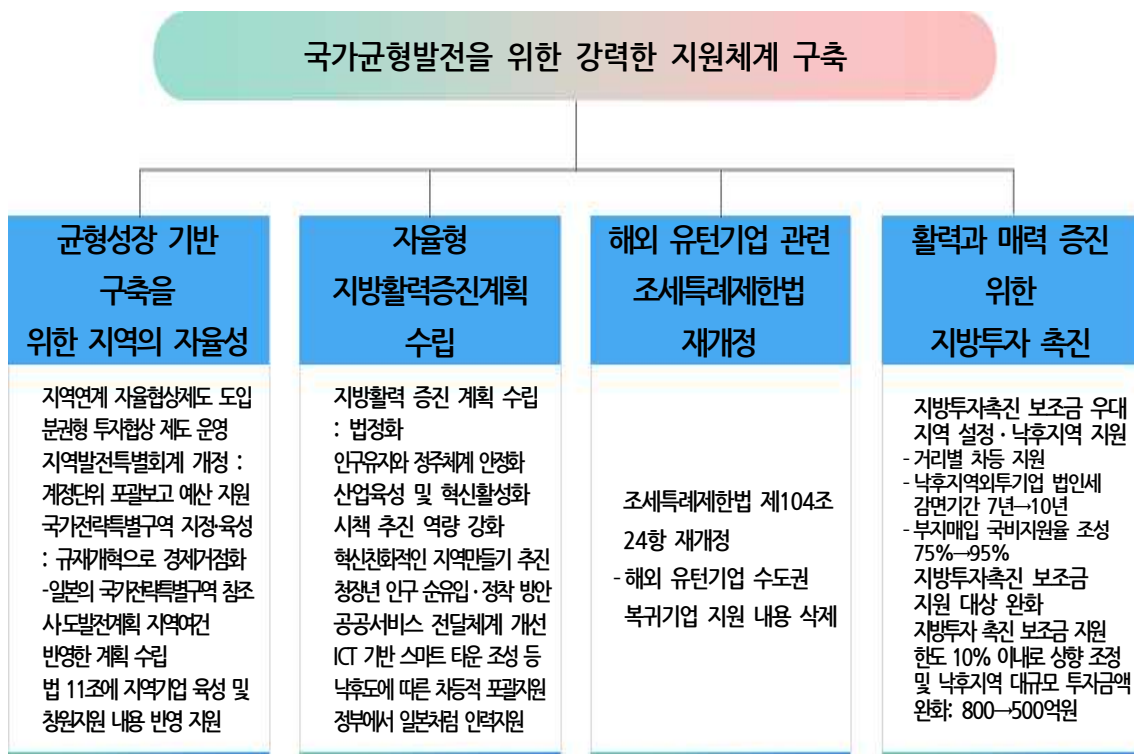 국가균형발전을 위한 강력한 지원체계 구축
균형성장 기반
구축을
위한 지역의 자율성
지역연계 자율협상제도 도입
분권형 투자협상 제도 운영
지역발전특별회계 개정 :
계정단위 포괄보고 예산 지원
국가전략특별구역 지정·육성
: 규재개혁으로 경제거점화
-일본의 국가전략특별구역 참조
시·도발전계획 지역여건
반영한 계획 수립
법 11조에 지역기업 육성 및
창원지원 내용 반영 지원
자율형
지방활력증진계획
수립
지방활력 증진 계획 수립
: 법정화
인구유지와 정주체계 안정화
산업육성 및 혁신활성화
시책 추진 역량 강화
혁신친화적인 지역만들기 추진
청장년 인구 순유입·정착 방안
공공서비스 전달체계 개선
ICT 기반 스마트 타운 조성 등
낙후도에 따른 차등적 포괄지원
정부에서 일본처럼 인력지원
해외 유턴기업 관련
조세특례제한법
재개정
조세특례제한법 제104조
24항 재개정
- 해외 유턴기업 수도권
복귀기업 지원 내용 삭제
활력과 매력 증진
위한
지방투자 촉진
지방투자촉진 보조금 우대
지역 설정·낙후지역 지원
- 거리별 차등 지원
- 낙후지역외투기업 법인세
감면기간 7년→10년
- 부지매입 국비지원율 조성
75%→95%
지방투자촉진 보조금
지원 대상 완화
지방투자 촉진 보조금 지원
한도 10% 이내로 상향 조정
및 낙후지역 대규모 투자금액
완화: 800→500억원